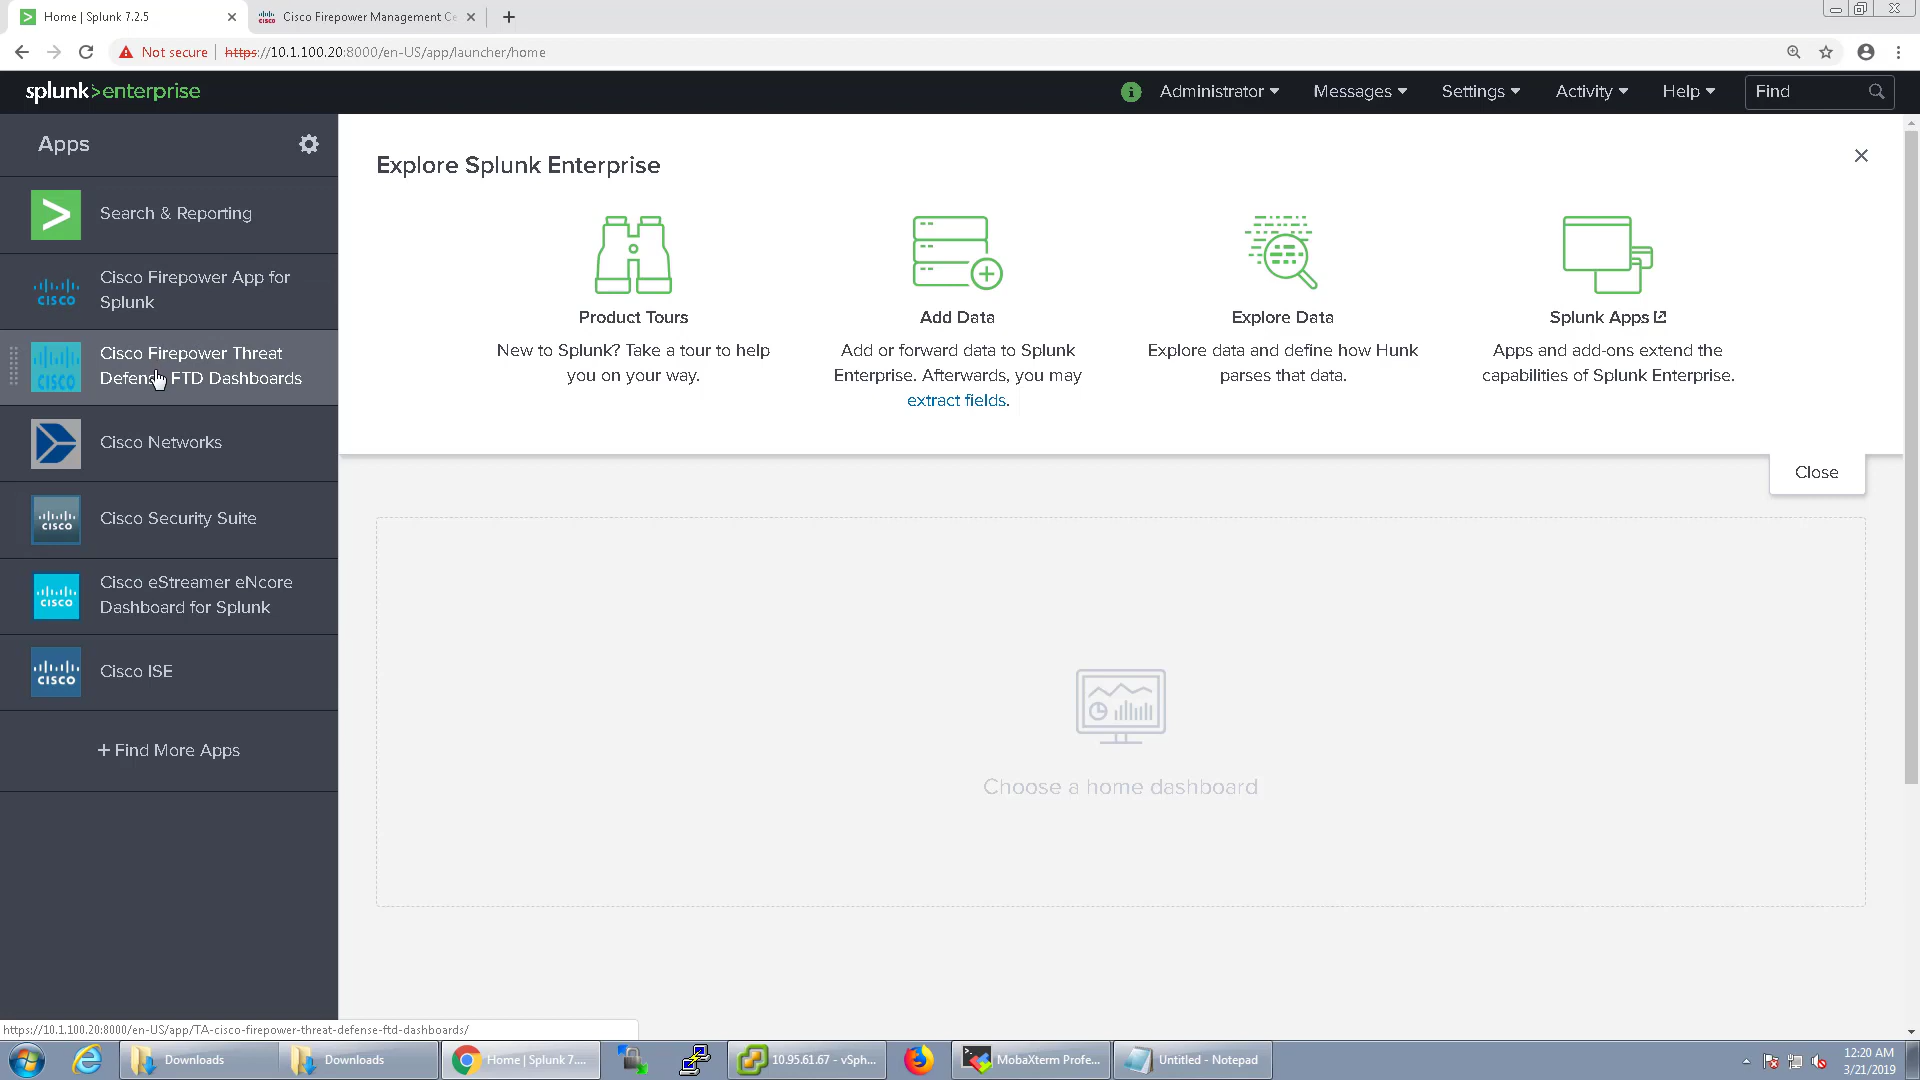 Home | Splunk 7.2.5
Cisco Firepower Management Ce
Not secure
https://10.1.100.20:8000/en-US/app/launcher/home
splunk>enterprise
Administrator
Messages
Settings
Activity
Help
Find
Apps
Search & Reporting
CISCO
Cisco Firepower App for
Splunk
CISCO
Cisco Firepower Threat
Defense FTD Dashboards
Cisco Networks
CISCO
Cisco Security Suite
CISCO
Cisco eStreamer eNcore
Dashboard for Splunk
CISCO
Cisco ISE
+ Find More Apps
Explore Splunk Enterprise
Product Tours
New to Splunk? Take a tour to help
you on your way.
Add Data
Add or forward data to Splunk
Enterprise. Afterwards, you may
extract fields.
Explore Data
Explore data and define how Hunk
parses that data.
Splunk Apps
Apps and add-ons extend the
capabilities of Splunk Enterprise.
Close
Choose a home dashboard
https://10.1.100.20:8000/en-US/app/TA-cisco-firepower-threat-defense-ftd-dashboards/
Downloads
Downloads
Home | Splunk 7....
10.95.61.67 - vSph...
MobaXterm Profe...
Untitled - Notepad
12:20 AM
3/21/2019